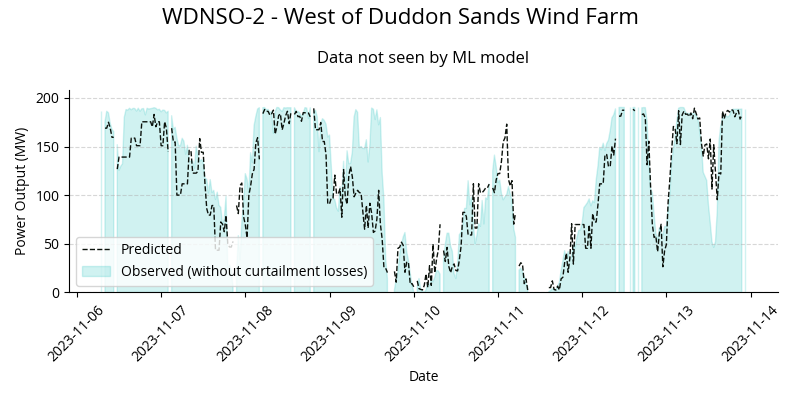 WDNSO-2 - West of Duddon Sands Wind Farm
Data not seen by ML model
Power Output (MW)
200
150
100
50
0
Predicted
Observed (without curtailment losses)
2023-11-06
2023-11-07
2023-11-08
2023-11-09
2023-11-10
2023-11-11
2023-11-12
2023-11-13
2023-11-14
Date